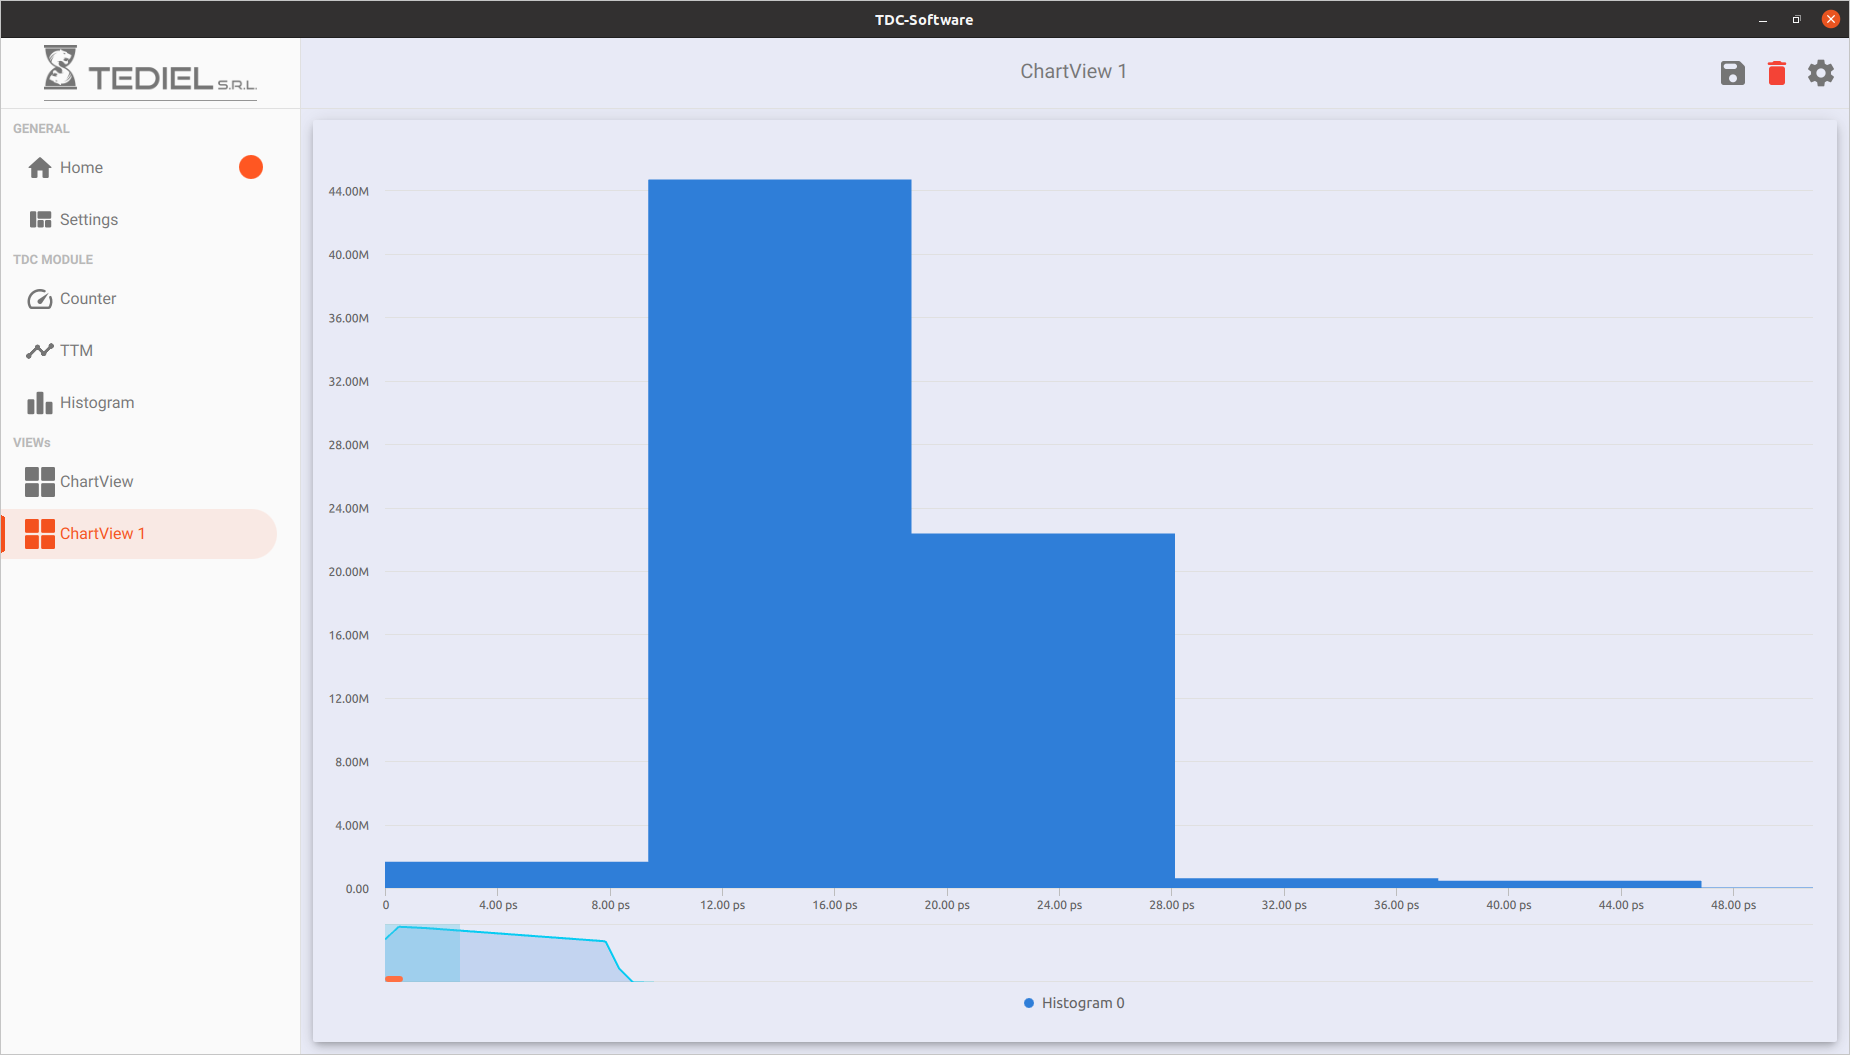 TDC-Software
TEDIEL S.R.L.
ChartView 1
GENERAL
Home
Settings
TDC MODULE
Counter
TTM
Histogram
VIEWs
ChartView
ChartView 1
44.00M
40.00M
36.00M
32.00M
28.00M
24.00M
20.00M
16.00M
12.00M
8.00M
4.00M
0.00
0 4.00 ps 8.00 ps 12.00 ps 16.00 ps 20.00 ps 24.00 ps 28.00 ps 32.00 ps 36.00 ps 40.00 ps 44.00 ps 48.00 ps
Histogram 0